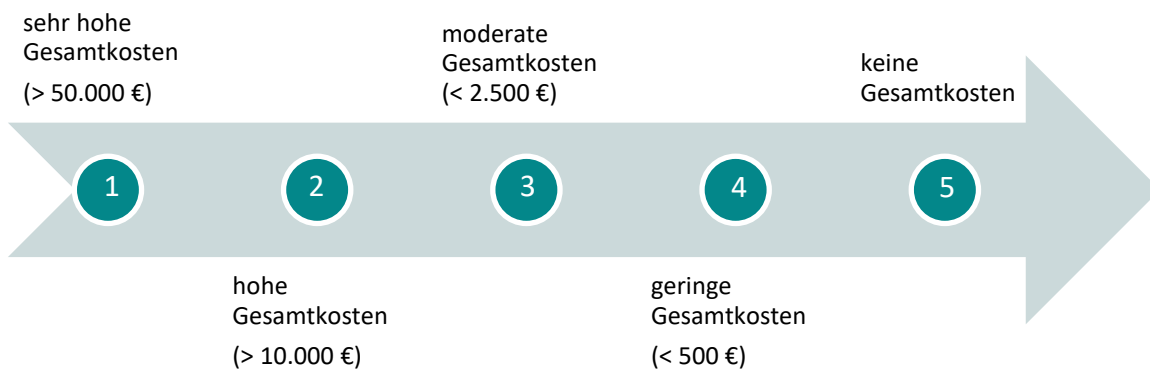 sehr hohe
Gesamtkosten
(> 50.000 €)
moderate
Gesamtkosten
(< 2.500 €)
keine
Gesamtkosten
1
2
3
4
5
hohe
Gesamtkosten
(> 10.000 €)
geringe
Gesamtkosten
(< 500 €)